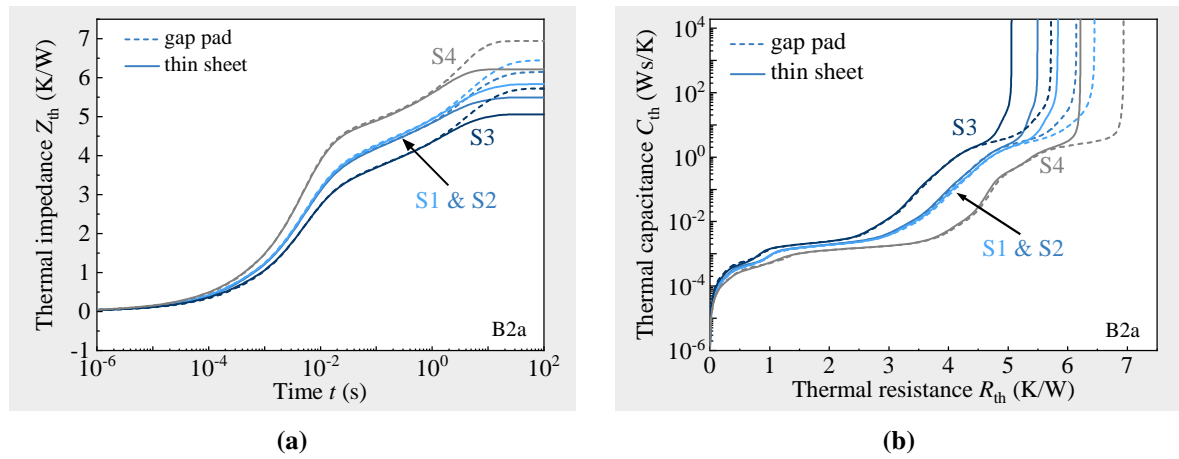 Thermal impedance Z_th (K/W)
7
6
5
4
3
2
1
0
-1
gap pad
thin sheet
S4
S3
S1 & S2
B2a
10^-6
10^-4
10^-2
10^0
10^2
Time t (s)
(a)
Thermal capacitance C_th (Ws/K)
10^4
10^2
10^0
10^-2
10^-4
10^-6
gap pad
thin sheet
S3
S4
S1 & S2
B2a
0 1 2 3 4 5 6 7
Thermal resistance R_th (K/W)
(b)